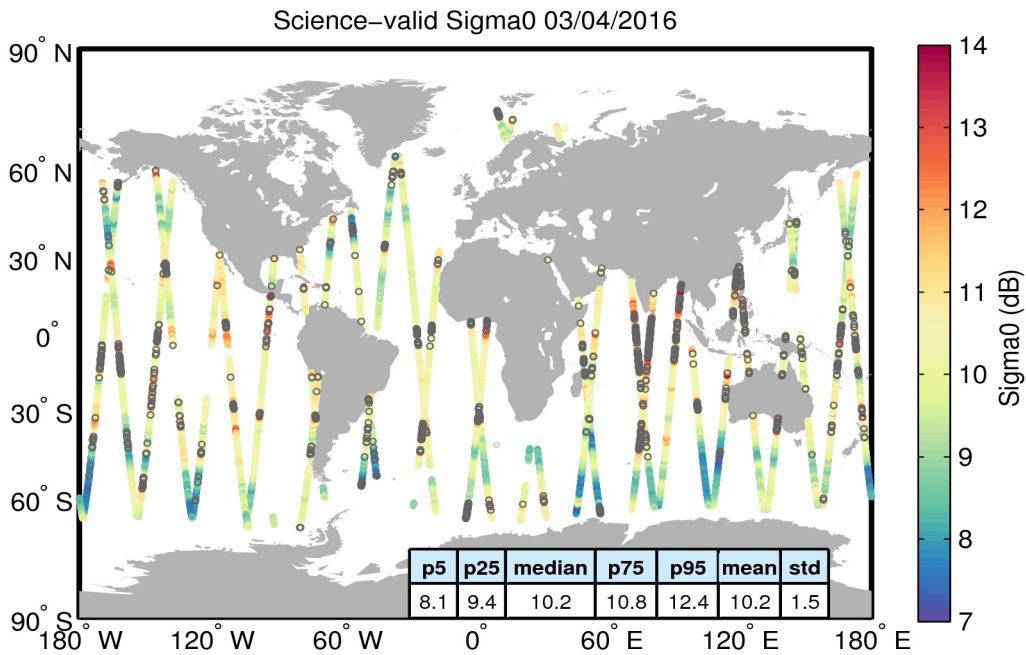 Science−valid Sigma0 03/04/2016
90° N
60° N
30° N
0°
30° S
60° S
90° S
180° W
120° W
60° W
0°
60° E
120° E
180° E
p5 p25 median p75 p95 mean std
8.1 9.4 10.2 10.8 12.4 10.2 1.5
14
13
12
11
10
9
8
7
Sigma0 (dB)